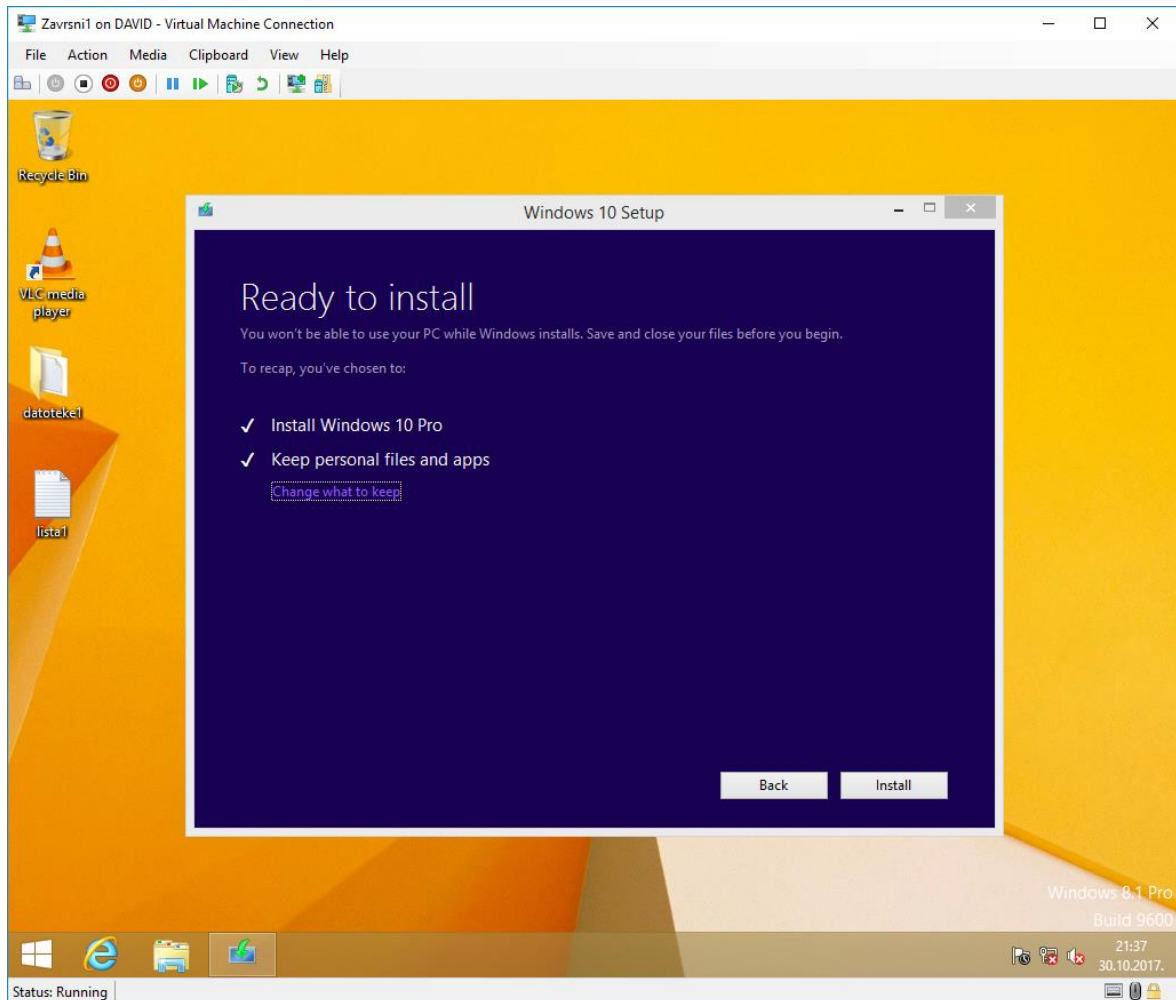 Zavrsni1 on DAVID - Virtual Machine Connection
File Action Media Clipboard View Help
Recycle Bin
VLC media
player
datoteke1
lista1
Windows 10 Setup
Ready to install
You won't be able to use your PC while Windows installs. Save and close your files before you begin.
To recap, you've chosen to:
Install Windows 10 Pro
Keep personal files and apps
Change what to keep
Back Install
Windows 8.1 Pro
Build 9600
21:37
30.10.2017.
Status: Running